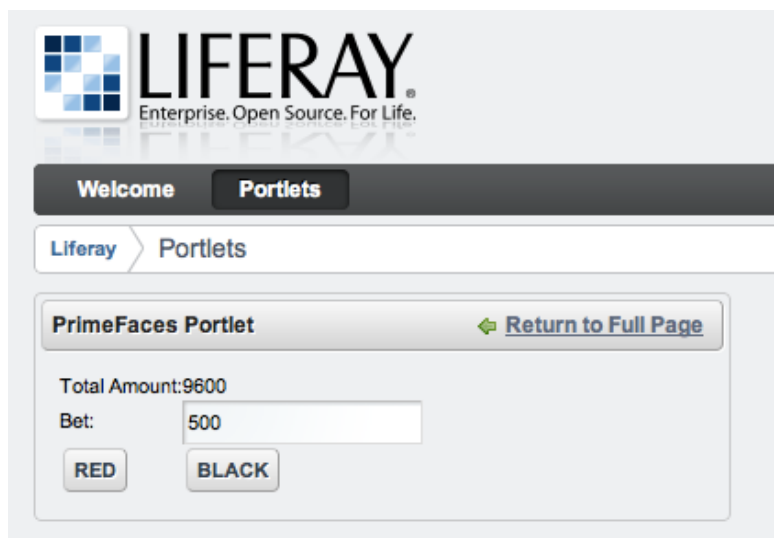 LIFERAY®
Enterprise. Open Source. For Life.
Welcome Portlets
Liferay Portlets
PrimeFaces Portlet Return to Full Page
Total Amount:9600
Bet: 500
RED BLACK